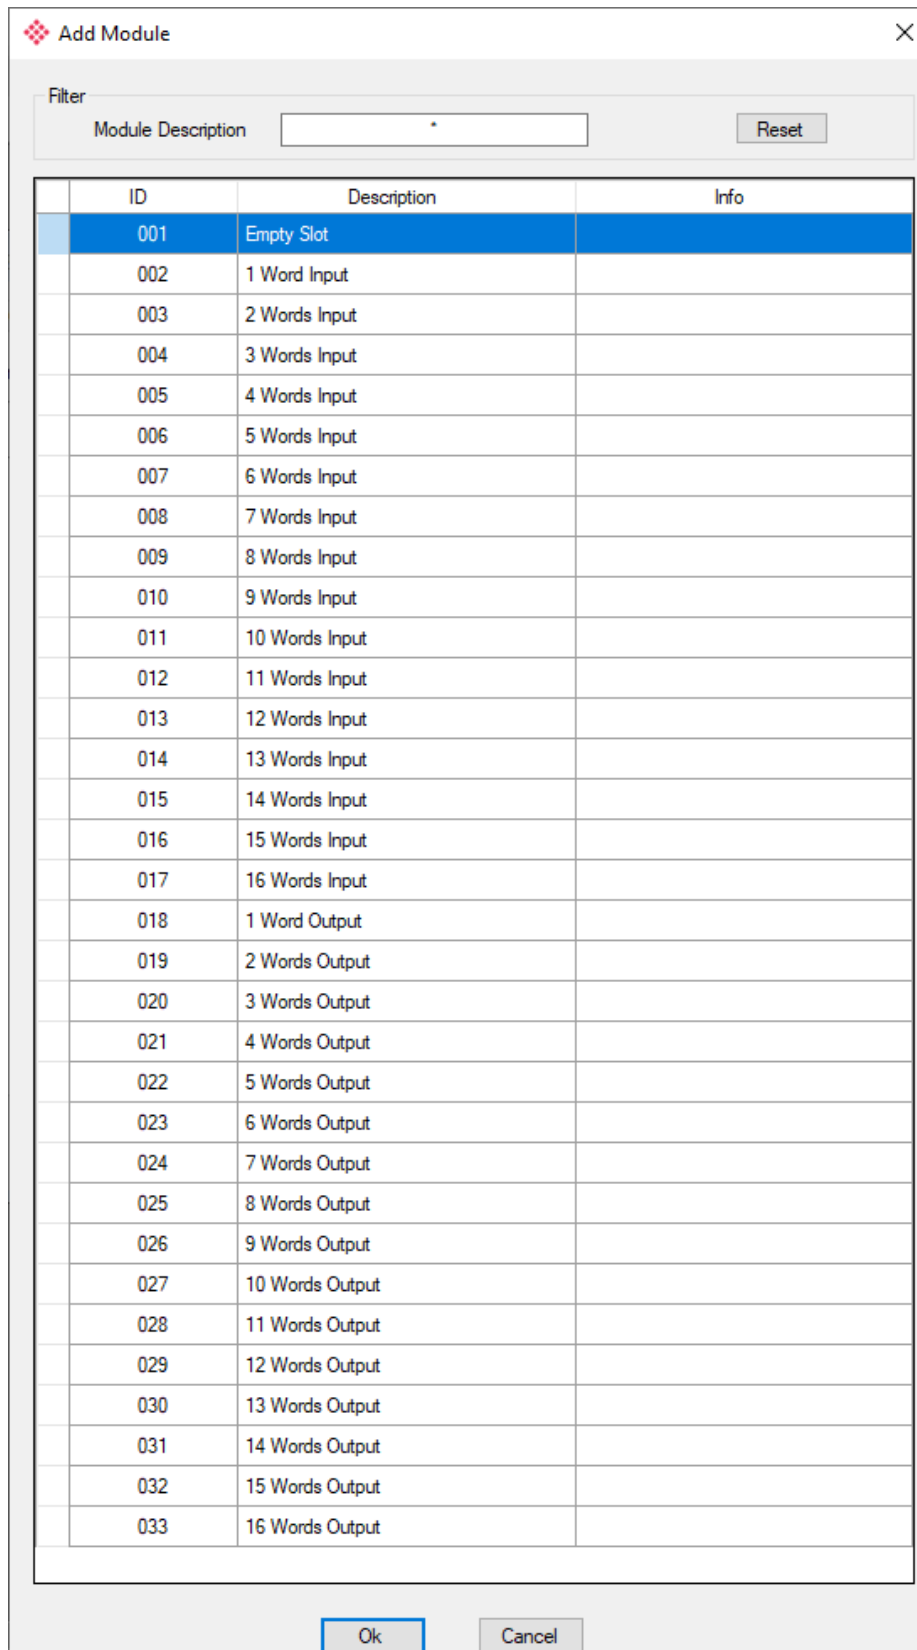 Add Module
Filter
Module Description * Reset
ID Description Info
001 Empty Slot
002 1 Word Input
003 2 Words Input
004 3 Words Input
005 4 Words Input
006 5 Words Input
007 6 Words Input
008 7 Words Input
009 8 Words Input
010 9 Words Input
011 10 Words Input
012 11 Words Input
013 12 Words Input
014 13 Words Input
015 14 Words Input
016 15 Words Input
017 16 Words Input
018 1 Word Output
019 2 Words Output
020 3 Words Output
021 4 Words Output
022 5 Words Output
023 6 Words Output
024 7 Words Output
025 8 Words Output
026 9 Words Output
027 10 Words Output
028 11 Words Output
029 12 Words Output
030 13 Words Output
031 14 Words Output
032 15 Words Output
033 16 Words Output
Ok Cancel